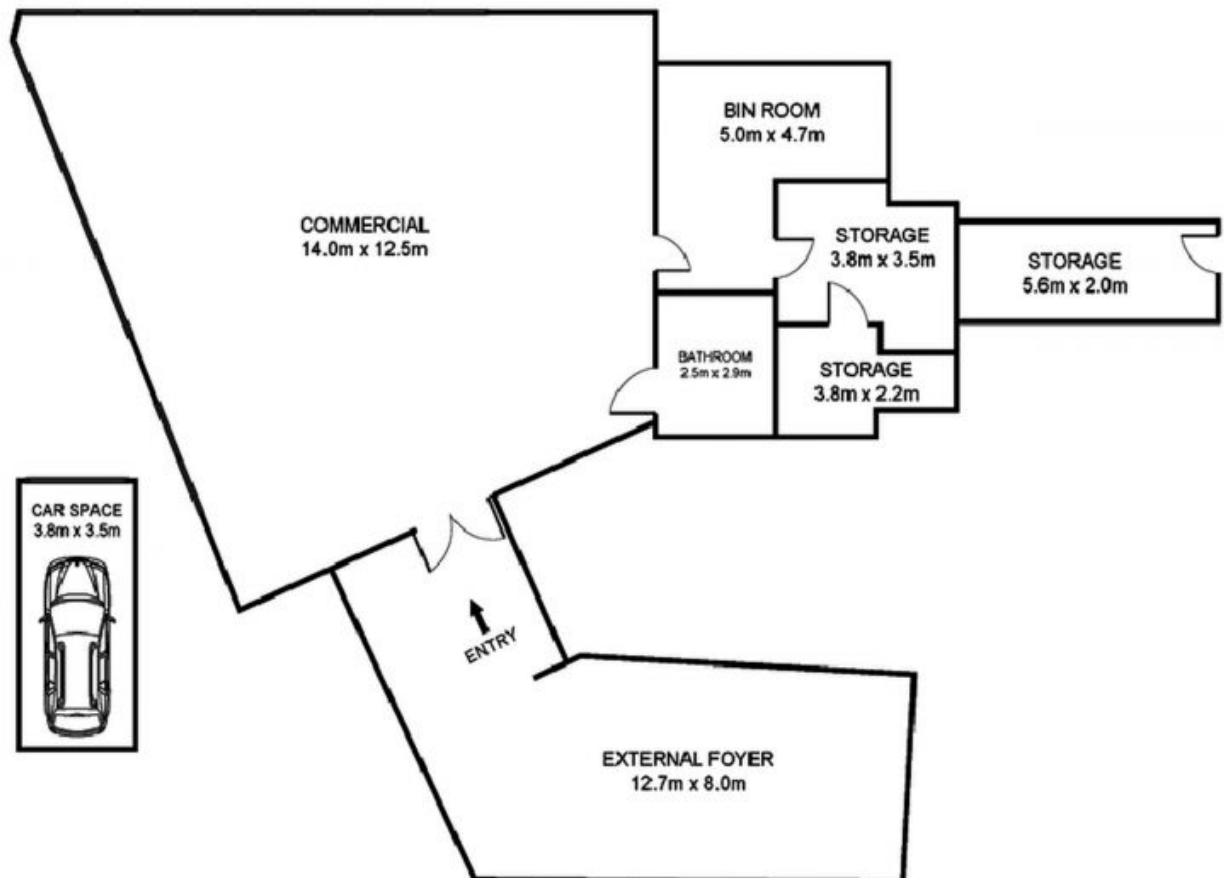 BIN ROOM
5.0m x 4.7m
COMMERCIAL
14.0m x 12.5m
STORAGE
3.8m x 3.5m
STORAGE
5.6m x 2.0m
BATHROOM
2.5m x 2.9m
STORAGE
3.8m x 2.2m
CAR SPACE
3.8m x 3.5m
ENTRY
EXTERNAL FOYER
12.7m x 8.0m